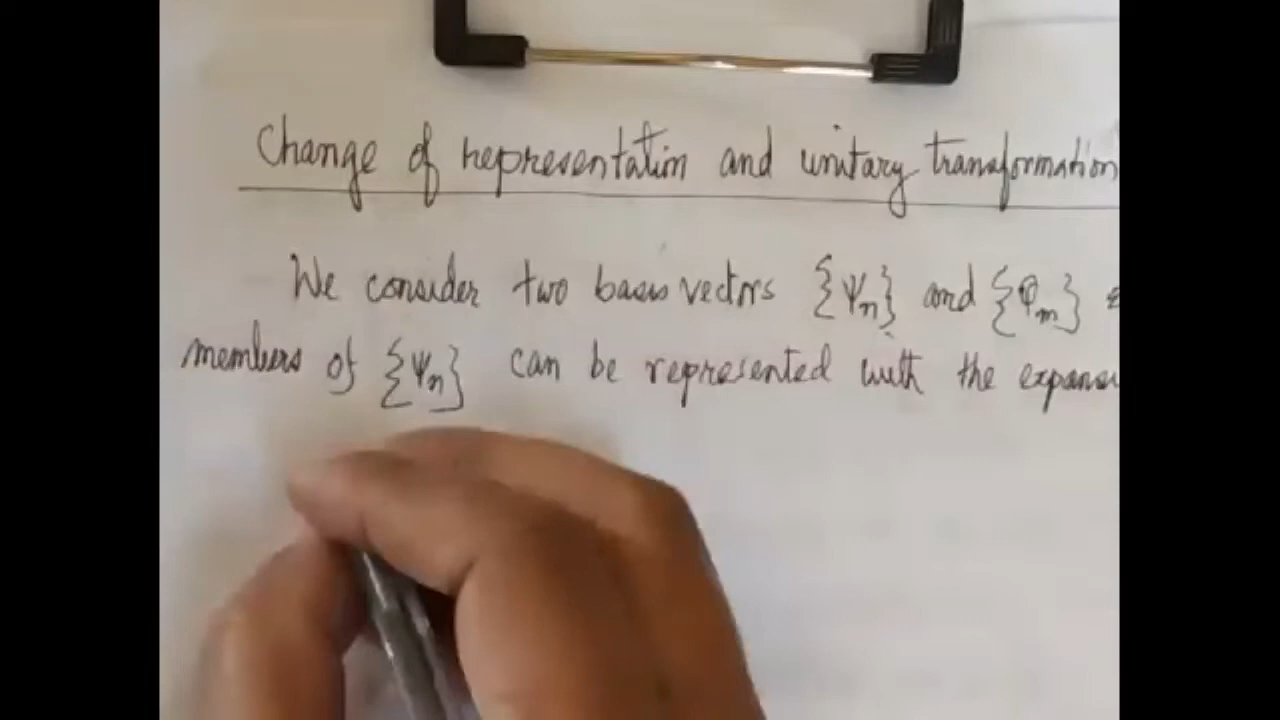 Change of representation and unitary transformation
We consider two basis vectors {Ψn} and {φm}
members of {Ψn} can be represented with the